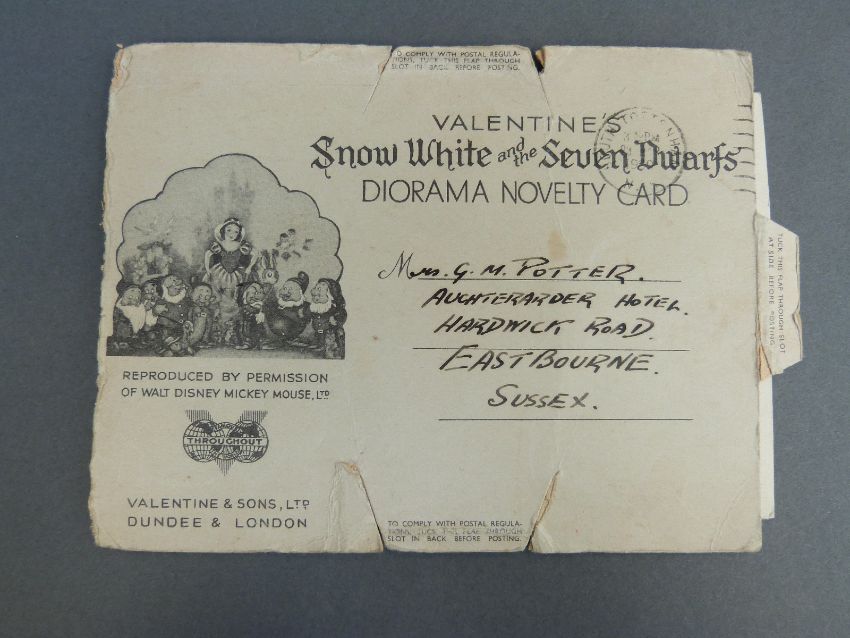 TO COMPLY WITH POSTAL REGULA-
TIONS, TUCK THIS FLAP THROUGH
SLOT IN BACK BEFORE POSTING.
VALENTINE'S
Snow White and the Seven Dwarfs
DIORAMA NOVELTY CARD
Mrs. G. M. POTTER.
AUCHTERARDER HOTEL.
HARDWICK ROAD.
EASTBOURNE.
SUSSEX.
TUCK THIS FLAP THROUGH SLOT
AT SIDE BEFORE POSTING
REPRODUCED BY PERMISSION
OF WALT DISNEY MICKEY MOUSE, LTD
THROUGHOUT
VALENTINE & SONS, LTD
DUNDEE & LONDON
TO COMPLY WITH POSTAL REGULA-
TIONS, TUCK THIS FLAP THROUGH
SLOT IN BACK BEFORE POSTING.